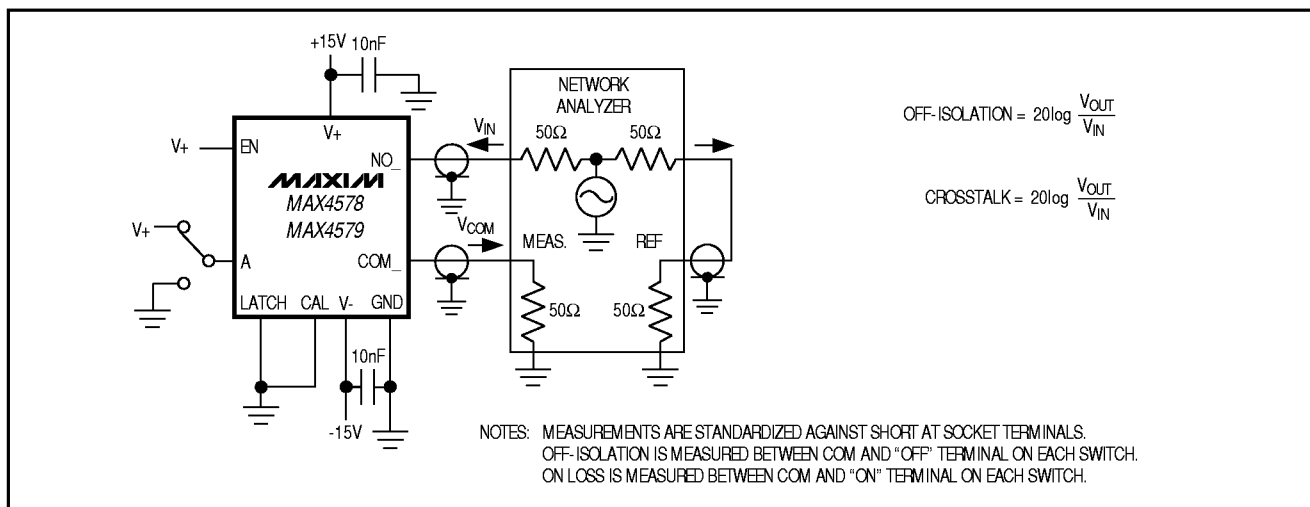 +15V 10nF
V+
V+
EN
NO_
MAXIM
MAX4578
MAX4579
V+
A
COM_
LATCH CAL V- GND
10nF
-15V
VIN
VCOM
NETWORK
ANALYZER
50Ω 50Ω
MEAS. REF
50Ω 50Ω
OFF-ISOLATION = 20log VOUT
VIN
CROSSTALK = 20log VOUT
VIN
NOTES: MEASUREMENTS ARE STANDARDIZED AGAINST SHORT AT SOCKET TERMINALS.
OFF-ISOLATION IS MEASURED BETWEEN COM AND "OFF" TERMINAL ON EACH SWITCH.
ON LOSS IS MEASURED BETWEEN COM AND "ON" TERMINAL ON EACH SWITCH.